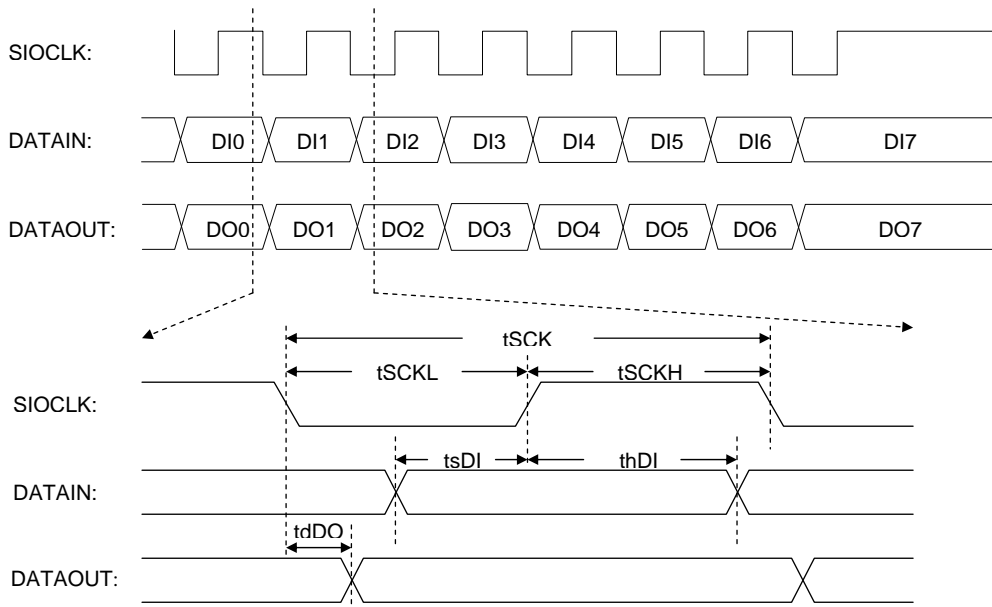 SIOCLK:
DATAIN: DI0 DI1 DI2 DI3 DI4 DI5 DI6 DI7
DATAOUT: DO0 DO1 DO2 DO3 DO4 DO5 DO6 DO7
tSCK
tSCKL tSCKH
SIOCLK:
tsDI thDI
DATAIN:
tdDO
DATAOUT: